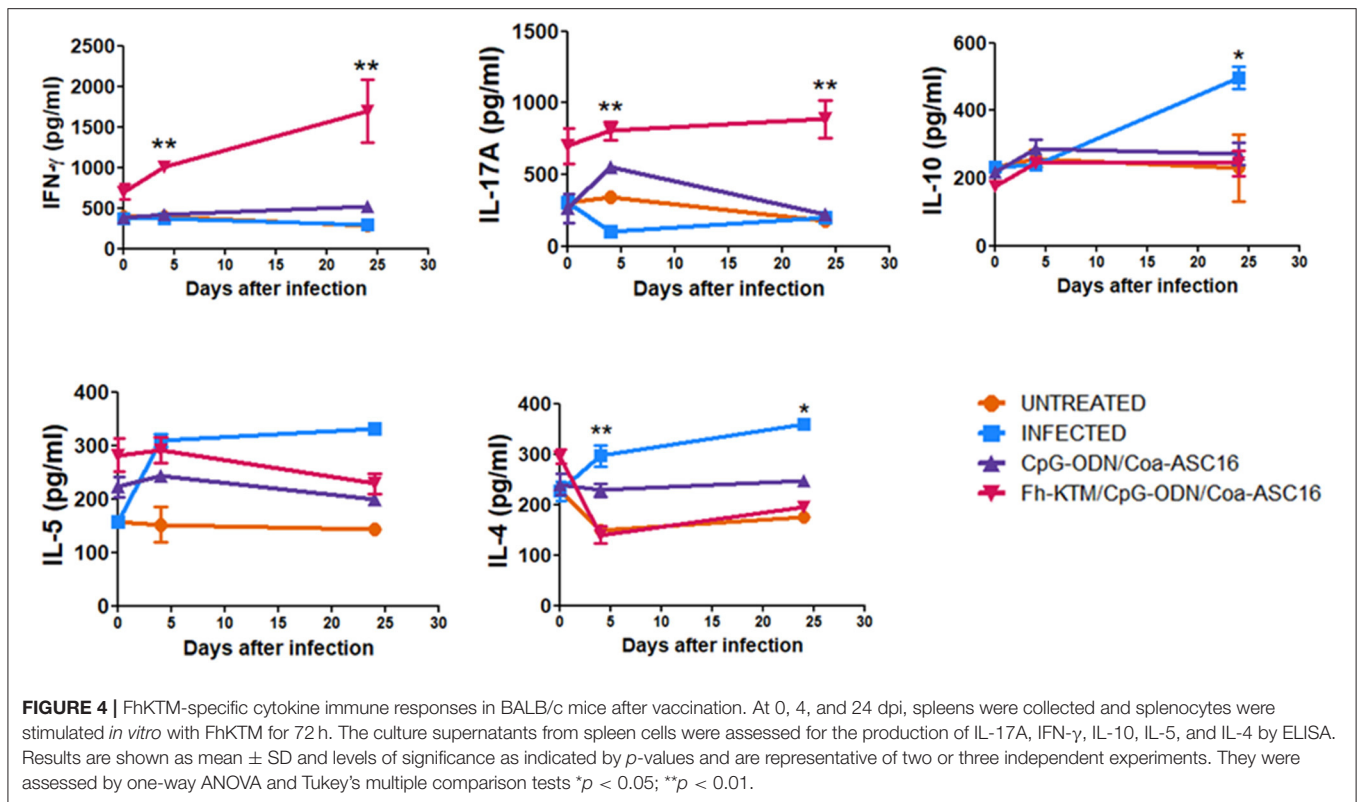 IFN-γ (pg/ml)
2500
2000
1500
1000
500
0
**
**
0 5 10 15 20 25 30
Days after infection
IL-17A (pg/ml)
1500
1000
500
0
**
**
0 5 10 15 20 25 30
Days after infection
IL-10 (pg/ml)
600
400
200
0
*
0 5 10 15 20 25 30
Days after infection
IL-5 (pg/ml)
400
300
200
100
0
0 5 10 15 20 25 30
Days after infection
IL-4 (pg/ml)
400
300
200
100
0
**
*
0 5 10 15 20 25 30
Days after infection
UNTREATED
INFECTED
CpG-ODN/Coa-ASC16
Fh-KTM/CpG-ODN/Coa-ASC16
FIGURE 4 | FhKTM-specific cytokine immune responses in BALB/c mice after vaccination. At 0, 4, and 24 dpi, spleens were collected and splenocytes were
stimulated in vitro with FhKTM for 72 h. The culture supernatants from spleen cells were assessed for the production of IL-17A, IFN-γ, IL-10, IL-5, and IL-4 by ELISA.
Results are shown as mean ± SD and levels of significance as indicated by p-values and are representative of two or three independent experiments. They were
assessed by one-way ANOVA and Tukey's multiple comparison tests *p < 0.05; **p < 0.01.